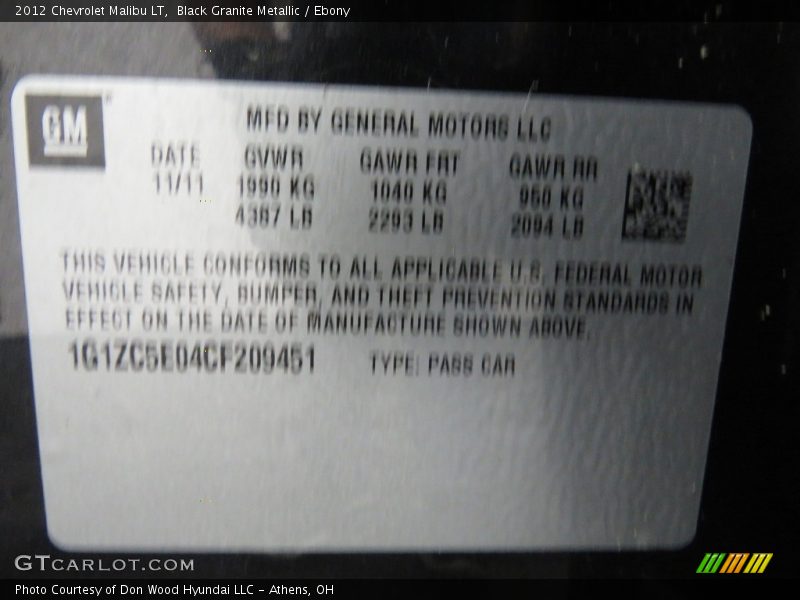 2012 Chevrolet Malibu LT,  Black Granite Metallic / Ebony
GM
MFD BY GENERAL MOTORS LLC
DATE GVWR GAWR FRT GAWR RR
11/11 1990 KG 1040 KG 950 KG
4387 LB 2293 LB 2094 LB
THIS VEHICLE CONFORMS TO ALL APPLICABLE U.S. FEDERAL MOTOR
VEHICLE SAFETY, BUMPER, AND THEFT PREVENTION STANDARDS IN
EFFECT ON THE DATE OF MANUFACTURE SHOWN ABOVE.
1G1ZC5E04CF209451 TYPE: PASS CAR
GTCARLOT.COM
Photo Courtesy of Don Wood Hyundai LLC - Athens, OH